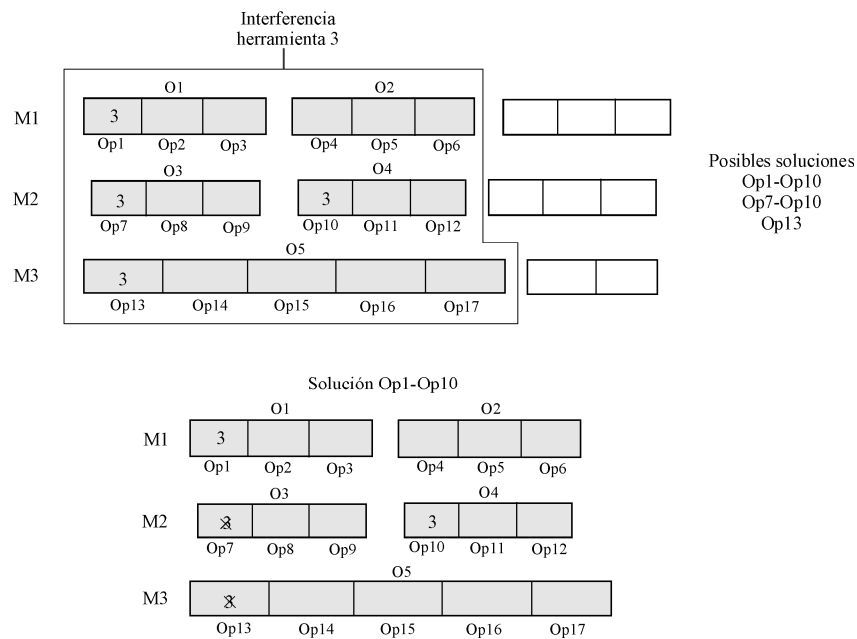 Interferencia
herramienta 3
O1 O2
M1 3
Op1 Op2 Op3 Op4 Op5 Op6
O3 O4
M2 3 3
Op7 Op8 Op9 Op10 Op11 Op12
O5
M3 3
Op13 Op14 Op15 Op16 Op17
Posibles soluciones
Op1-Op10
Op7-Op10
Op13
Solución Op1-Op10
O1 O2
M1 3
Op1 Op2 Op3 Op4 Op5 Op6
O3 O4
M2 3 3
Op7 Op8 Op9 Op10 Op11 Op12
O5
M3 3
Op13 Op14 Op15 Op16 Op17